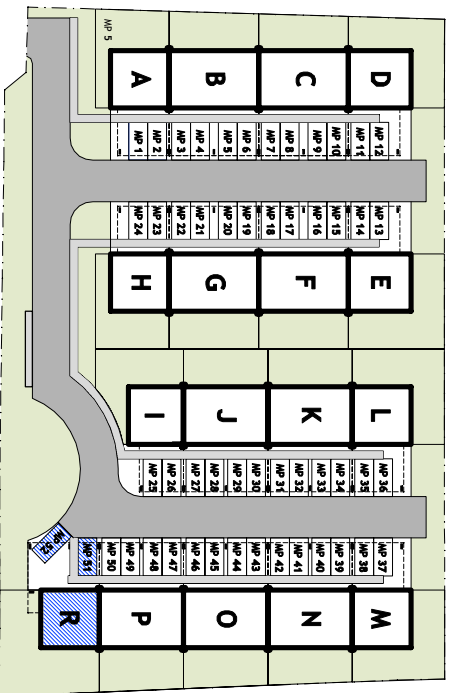 MP 5
A
B
C
D
MP 1
MP 2
MP 3
MP 4
MP 5
MP 6
MP 7
MP 8
MP 9
MP 10
MP 11
MP 12
MP 24
MP 23
MP 22
MP 21
MP 20
MP 19
MP 18
MP 17
MP 16
MP 15
MP 14
MP 13
H
G
F
E
I
J
K
L
MP 25
MP 26
MP 27
MP 28
MP 29
MP 30
MP 31
MP 32
MP 33
MP 34
MP 35
MP 36
MP 52
MP 51
MP 50
MP 49
MP 48
MP 47
MP 46
MP 45
MP 44
MP 43
MP 42
MP 41
MP 40
MP 39
MP 38
MP 37
R
P
O
N
M